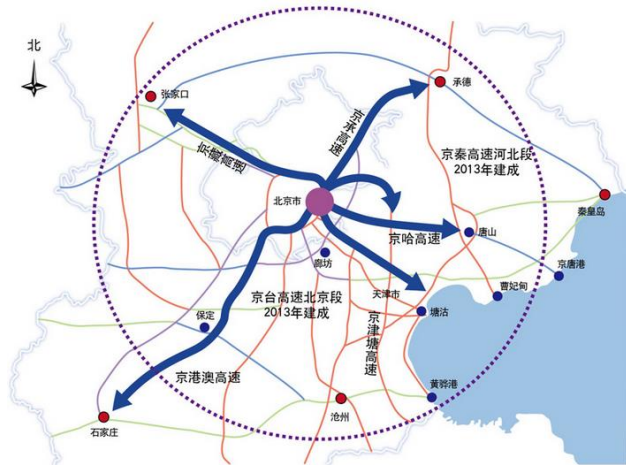 北
张家口
承德
京承高速
京藏高速
京秦高速河北段
2013年建成
北京市
秦皇岛
京哈高速
唐山
廊坊
京唐港
天津市
曹妃甸
京台高速北京段
2013年建成
塘沽
保定
京津塘高速
京港澳高速
黄骅港
沧州
石家庄